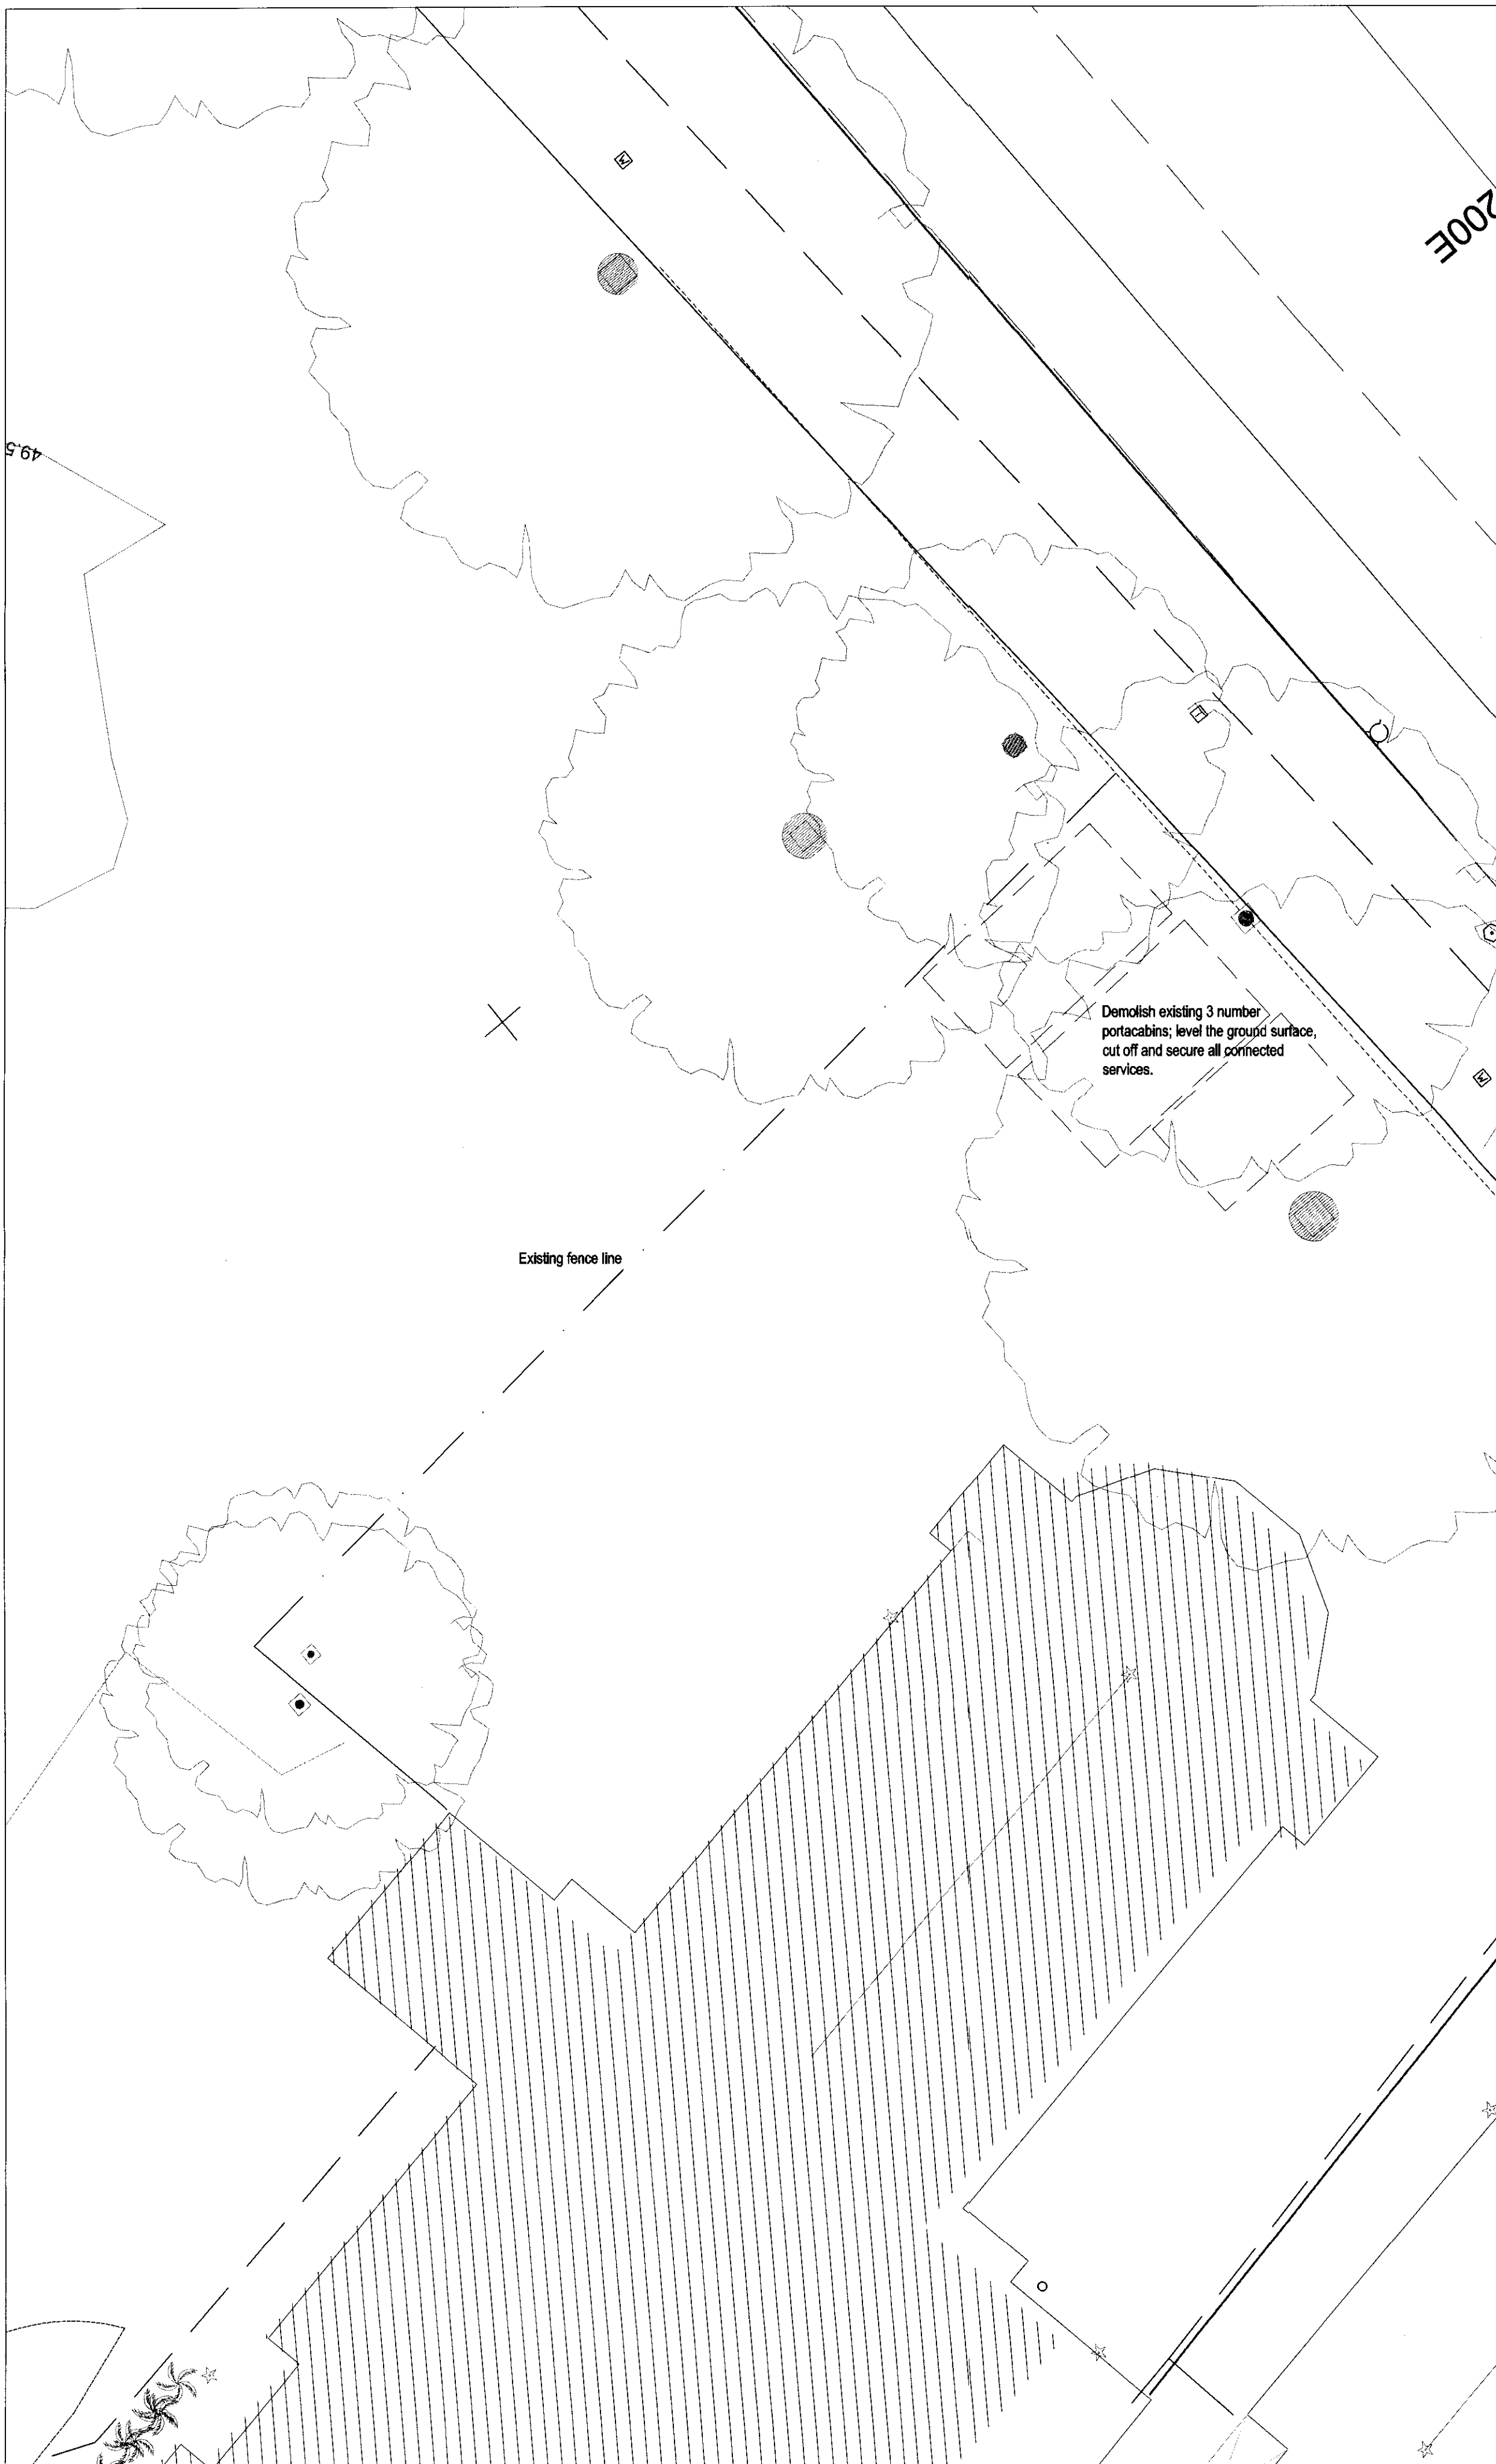 200E
49.5
Demolish existing 3 number
portacabins; level the ground surface,
cut off and secure all connected
services.
Existing fence line